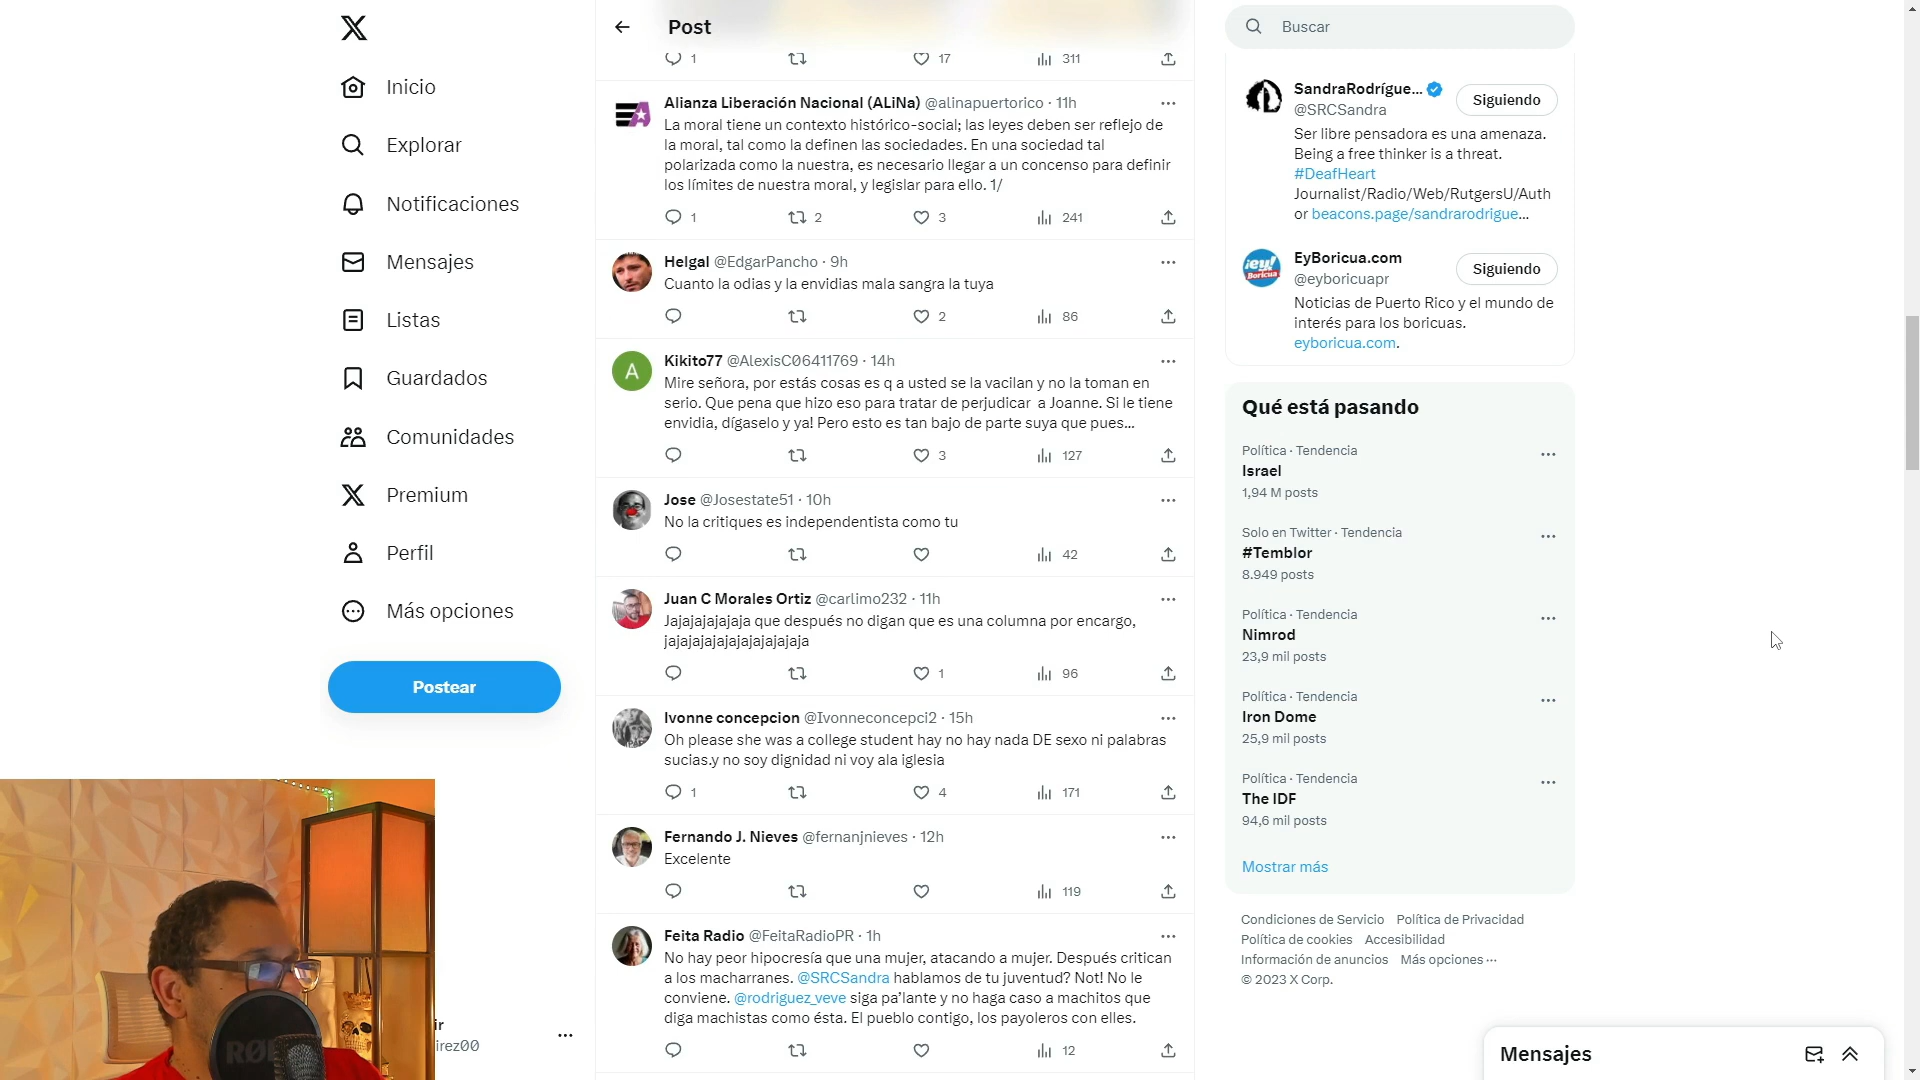 Post
Buscar
Inicio
Explorar
Notificaciones
Mensajes
Listas
Guardados
Comunidades
Premium
Perfil
Más opciones
Postear
ir
irez00
1
17
311
Alianza Liberación Nacional (ALiNa) @alinapuertorico · 11h
La moral tiene un contexto histórico-social; las leyes deben ser reflejo de
la moral, tal como la definen las sociedades. En una sociedad tal
polarizada como la nuestra, es necesario llegar a un concenso para definir
los límites de nuestra moral, y legislar para ello. 1/
1
2
3
241
Helgal @EdgarPancho · 9h
Cuanto la odias y la envidias mala sangra la tuya
2
86
A
Kikito77 @AlexisC06411769 · 14h
Mire señora, por estás cosas es q a usted se la vacilan y no la toman en
serio. Que pena que hizo eso para tratar de perjudicar a Joanne. Si le tiene
envidia, dígaselo y ya! Pero esto es tan bajo de parte suya que pues...
3
127
Jose @Josestate51 · 10h
No la critiques es independentista como tu
42
Juan C Morales Ortiz @carlimo232 · 11h
Jajajajajajaja que después no digan que es una columna por encargo,
jajajajajajajajajajajaja
1
96
Ivonne concepcion @Ivonneconcepci2 · 15h
Oh please she was a college student hay no hay nada DE sexo ni palabras
sucias.y no soy dignidad ni voy ala iglesia
1
4
171
Fernando J. Nieves @fernanjnieves · 12h
Excelente
119
Feita Radio @FeitaRadioPR · 1h
No hay peor hipocresía que una mujer, atacando a mujer. Después critican
a los macharranes. @SRCSandra hablamos de tu juventud? Not! No le
conviene. @rodriguez_veve siga pa'lante y no haga caso a machitos que
diga machistas como ésta. El pueblo contigo, los payoleros con elles.
12
SandraRodrígue...
@SRCSandra
Siguiendo
Ser libre pensadora es una amenaza.
Being a free thinker is a threat.
#DeafHeart
Journalist/Radio/Web/RutgersU/Auth
or beacons.page/sandrarodrigue...
¡ey!
Boricua
EyBoricua.com
@eyboricuapr
Siguiendo
Noticias de Puerto Rico y el mundo de
interés para los boricuas.
eyboricua.com.
Qué está pasando
Política · Tendencia
Israel
1,94 M posts
Solo en Twitter · Tendencia
#Temblor
8.949 posts
Política · Tendencia
Nimrod
23,9 mil posts
Política · Tendencia
Iron Dome
25,9 mil posts
Política · Tendencia
The IDF
94,6 mil posts
Mostrar más
Condiciones de Servicio Política de Privacidad
Política de cookies Accesibilidad
Información de anuncios Más opciones ···
© 2023 X Corp.
Mensajes